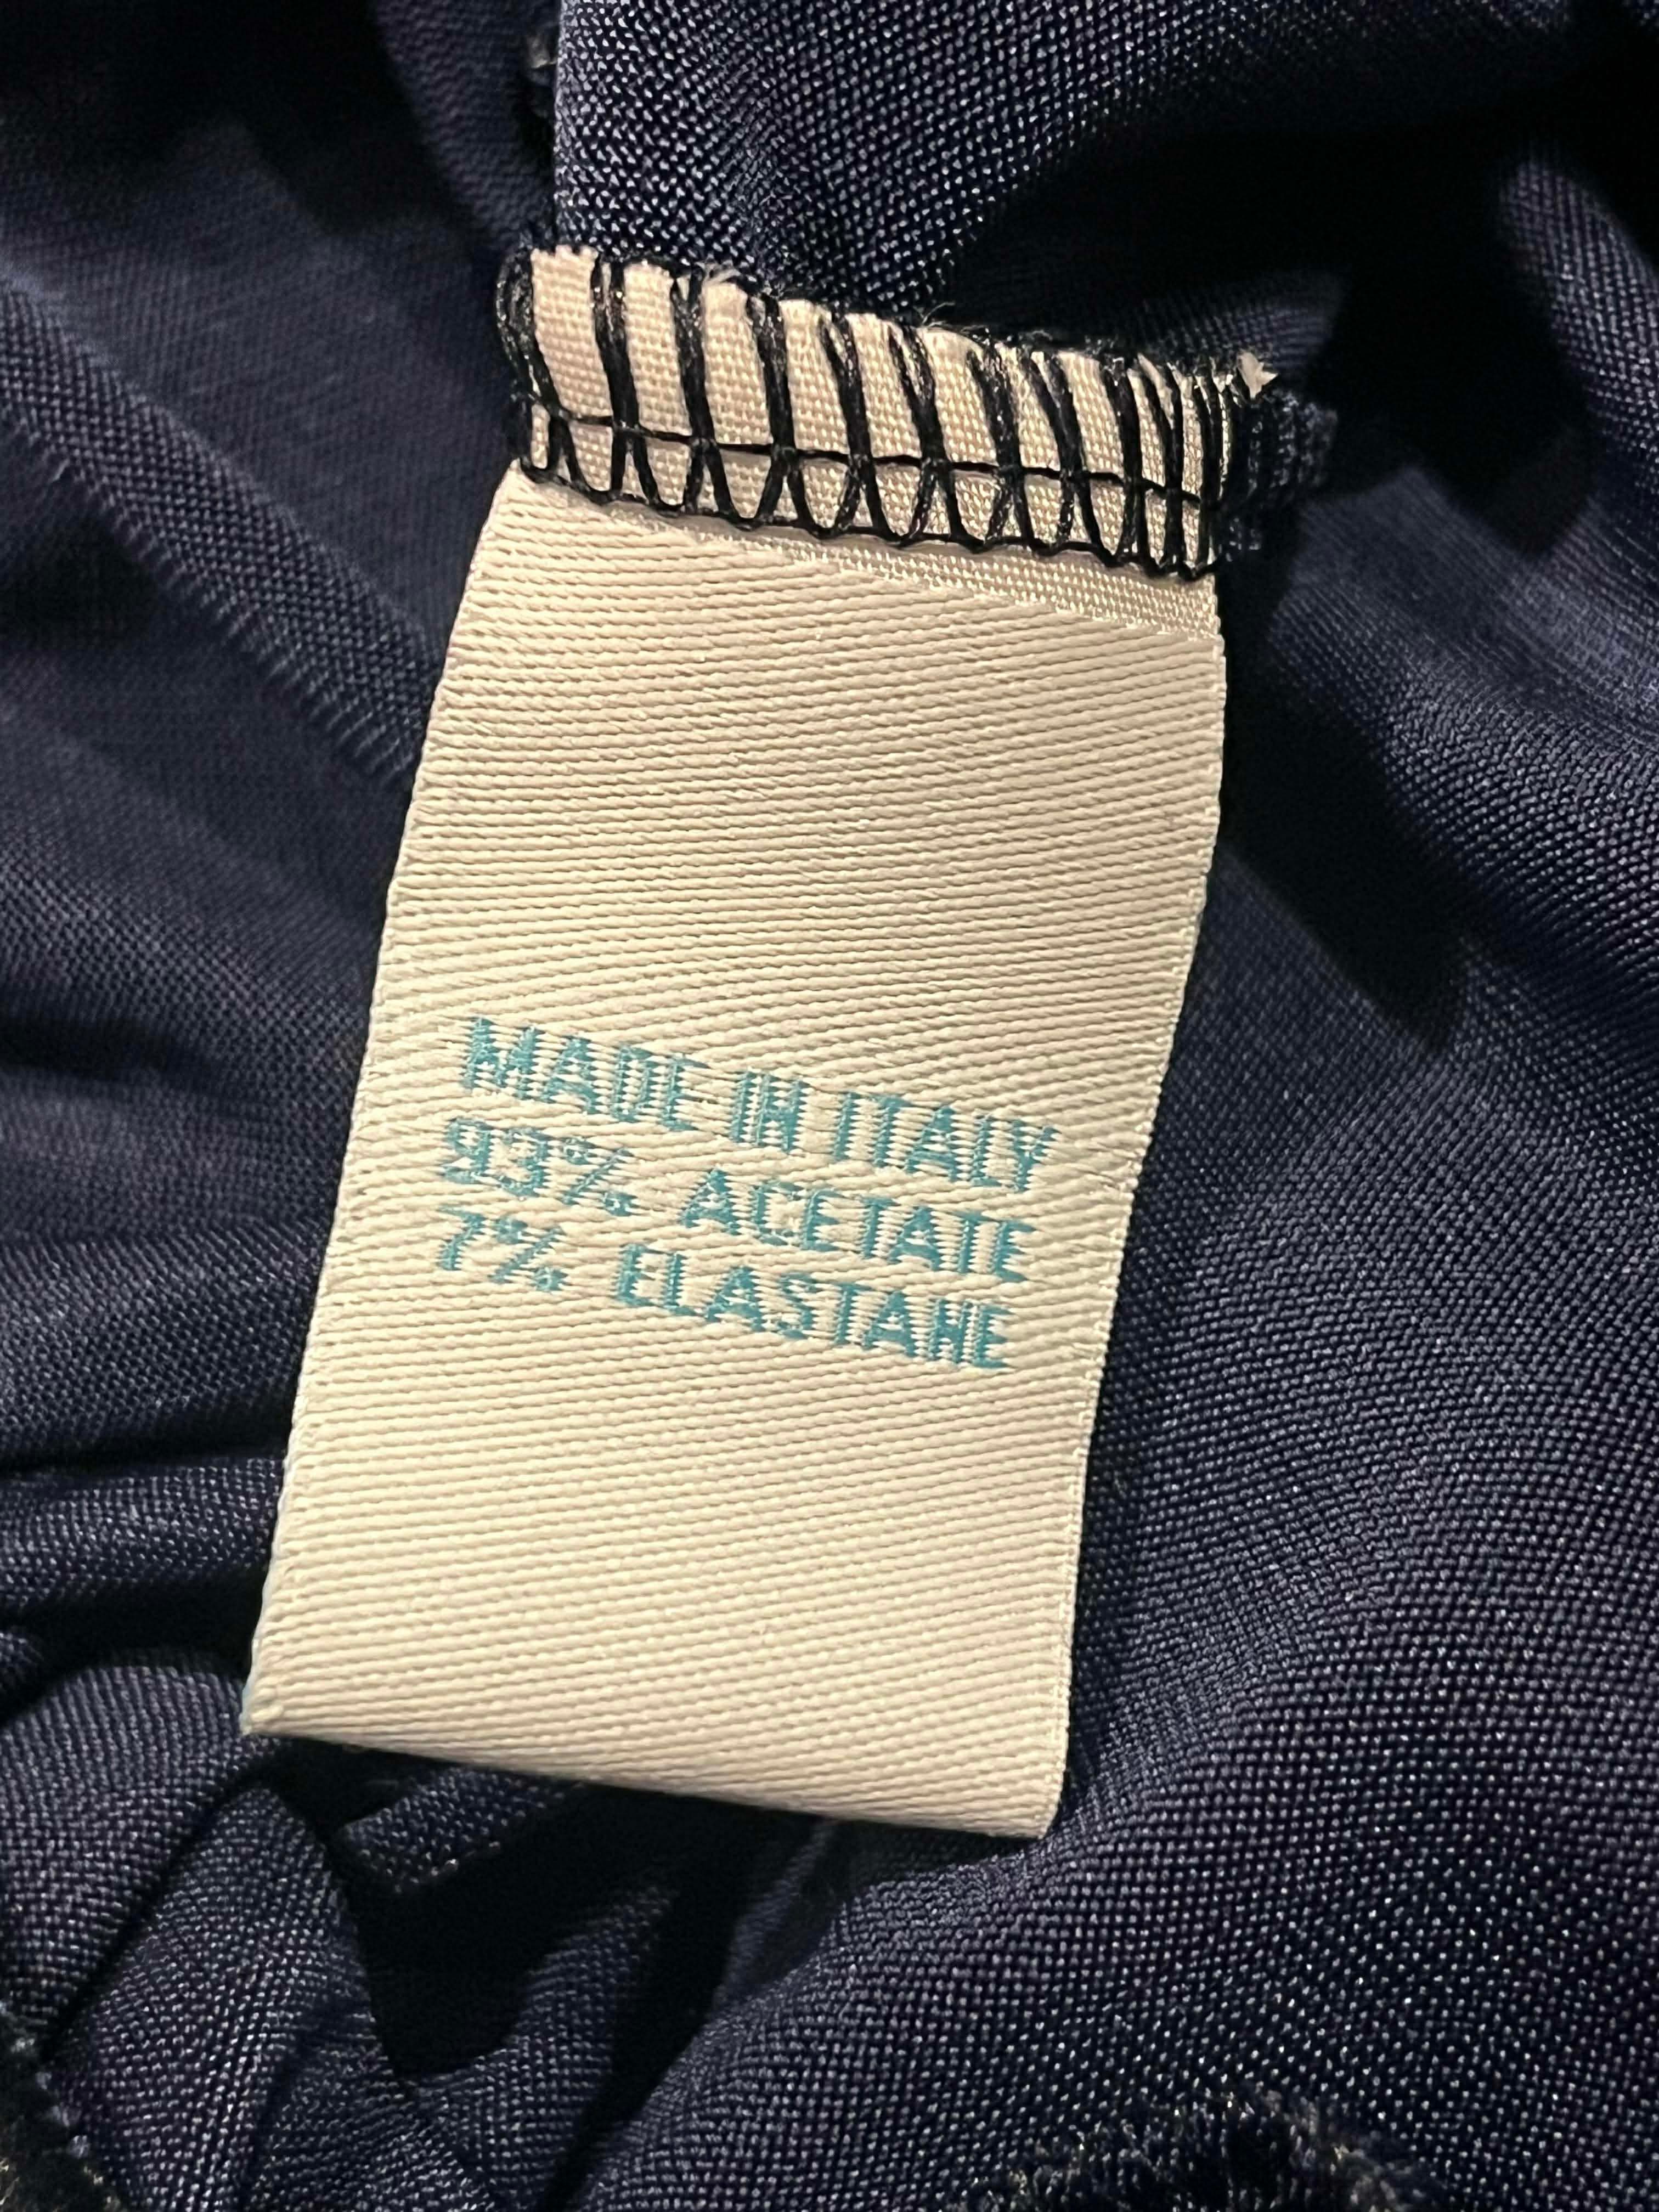 MADE IN ITALY
93% ACETATE
7% ELASTANE